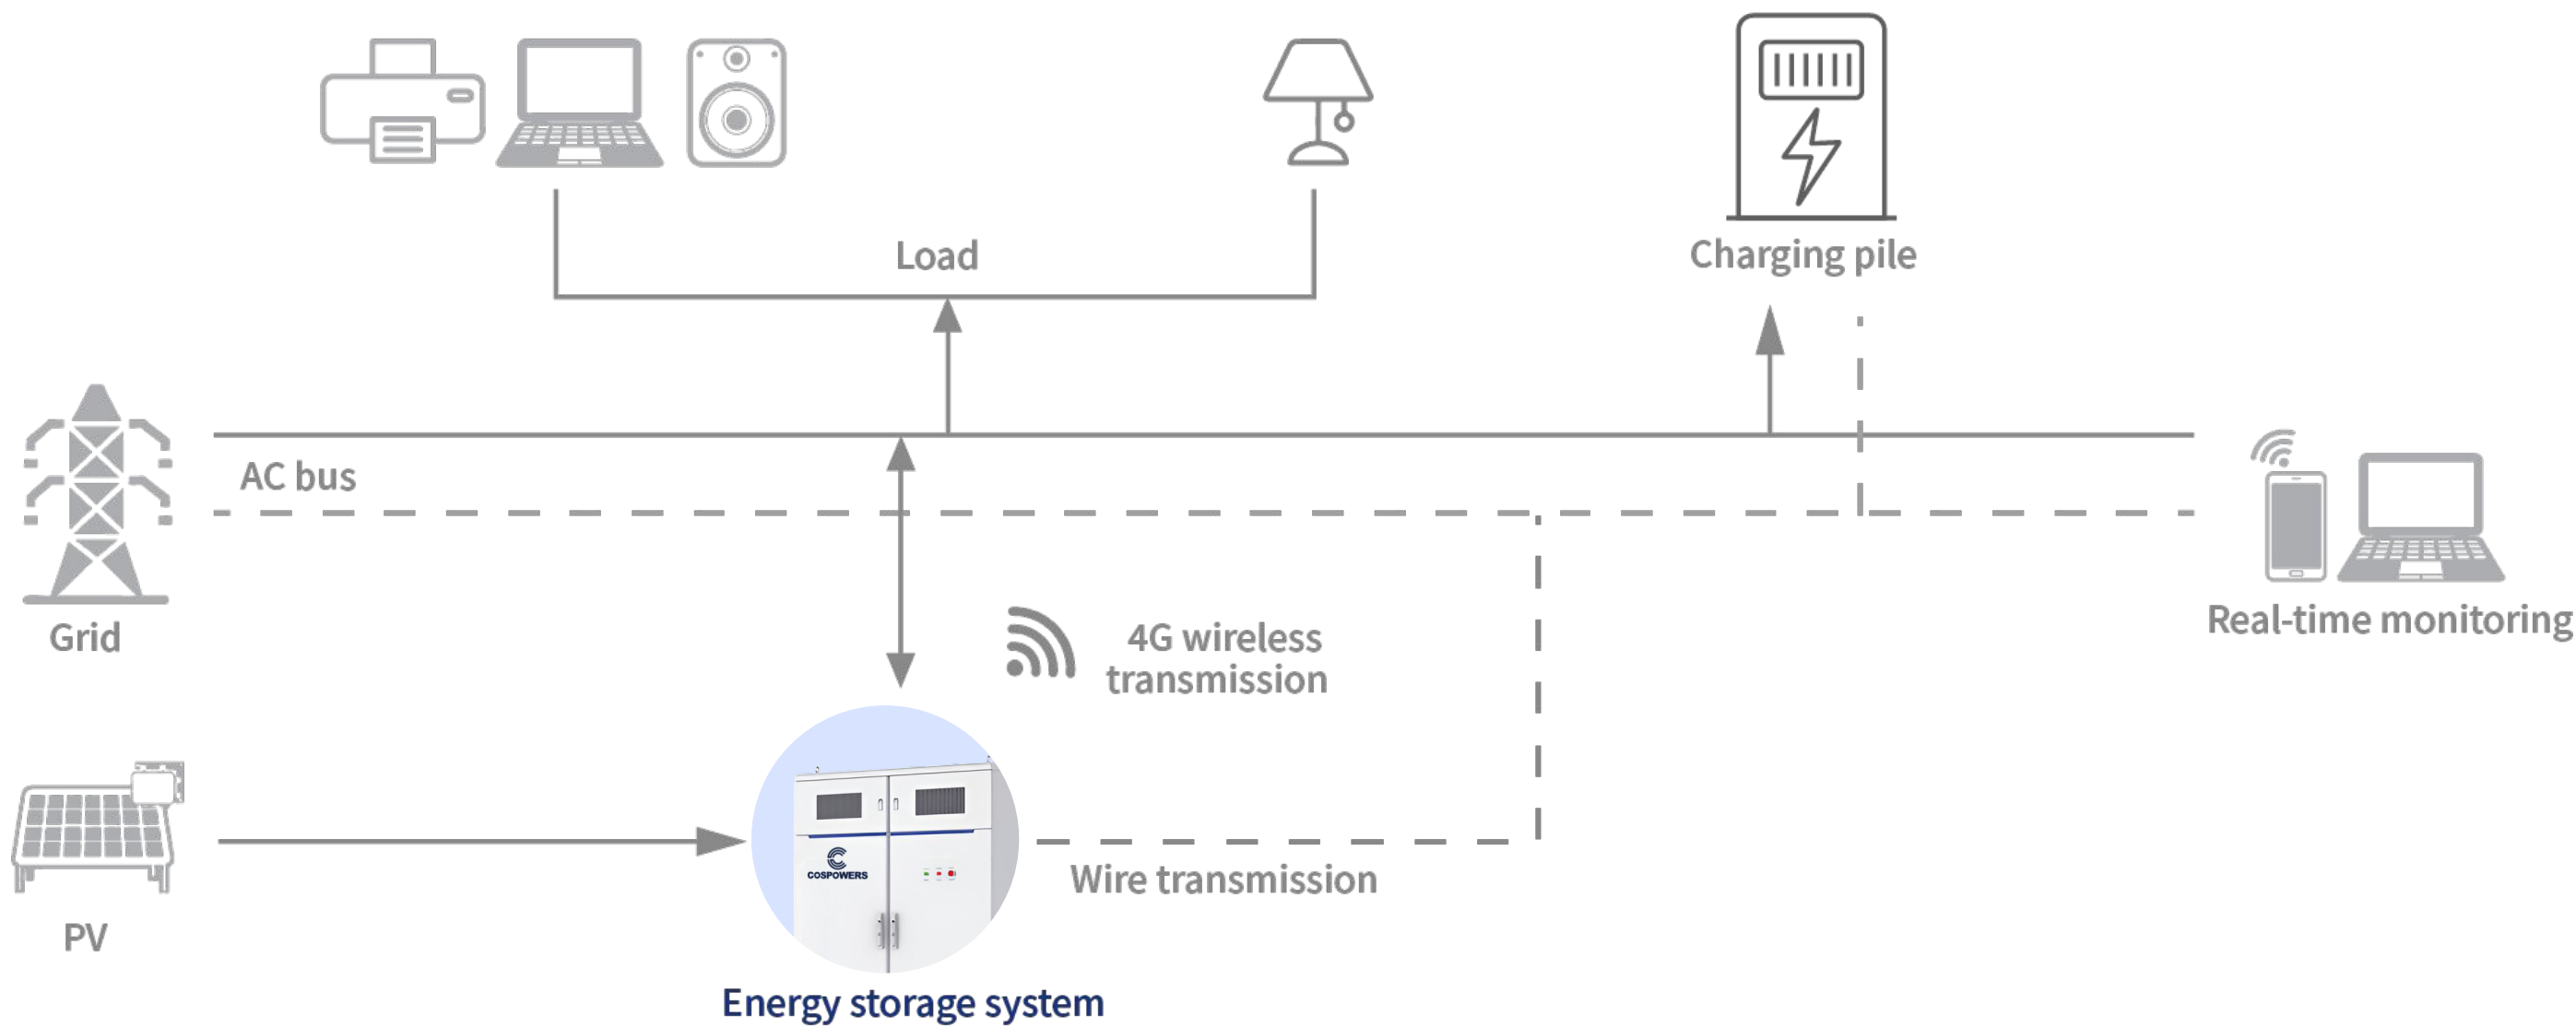 Load
Charging pile
AC bus
Grid
4G wireless
transmission
Real-time monitoring
COSPOWERS
Wire transmission
PV
Energy storage system